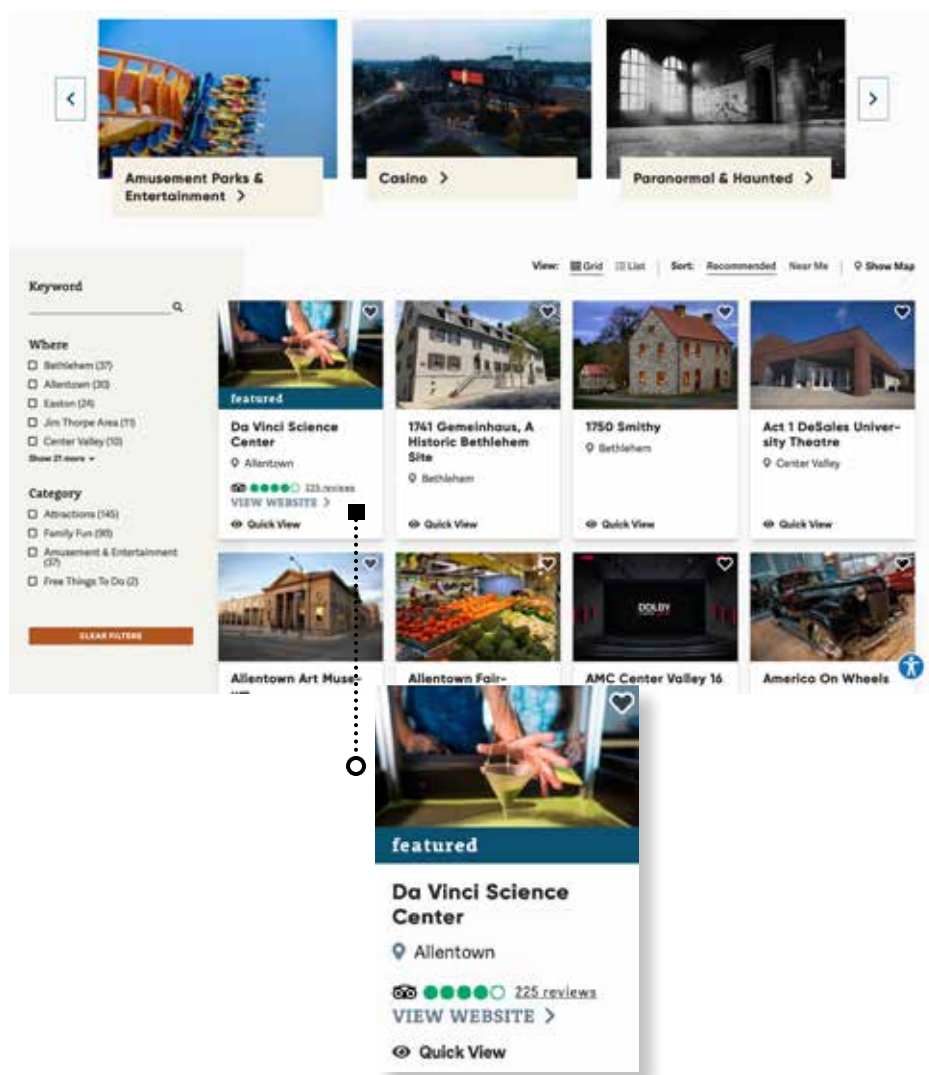 Amusement Parks &
Entertainment >
Casino >
Paranormal & Haunted >
View: Grid List | Sort: Recommended Near Me | Show Map
Keyword
Where
Bethlehem (37)
Allentown (30)
Easton (24)
Jim Thorpe Area (11)
Center Valley (10)
Show 21 more
Category
Attractions (145)
Family Fun (90)
Amusement & Entertainment
(37)
Free Things To Do (2)
CLEAR FILTERS
featured
Da Vinci Science
Center
Allentown
225 reviews
VIEW WEBSITE >
Quick View
1741 Gemeinhaus, A
Historic Bethlehem
Site
Bethlehem
Quick View
1750 Smithy
Bethlehem
Quick View
Act 1 DeSales Univer-
sity Theatre
Center Valley
Quick View
Allentown Art Muse-
um
Allentown Fair-
DOLBY
AMC Center Valley 16
America On Wheels
featured
Da Vinci Science
Center
Allentown
225 reviews
VIEW WEBSITE >
Quick View